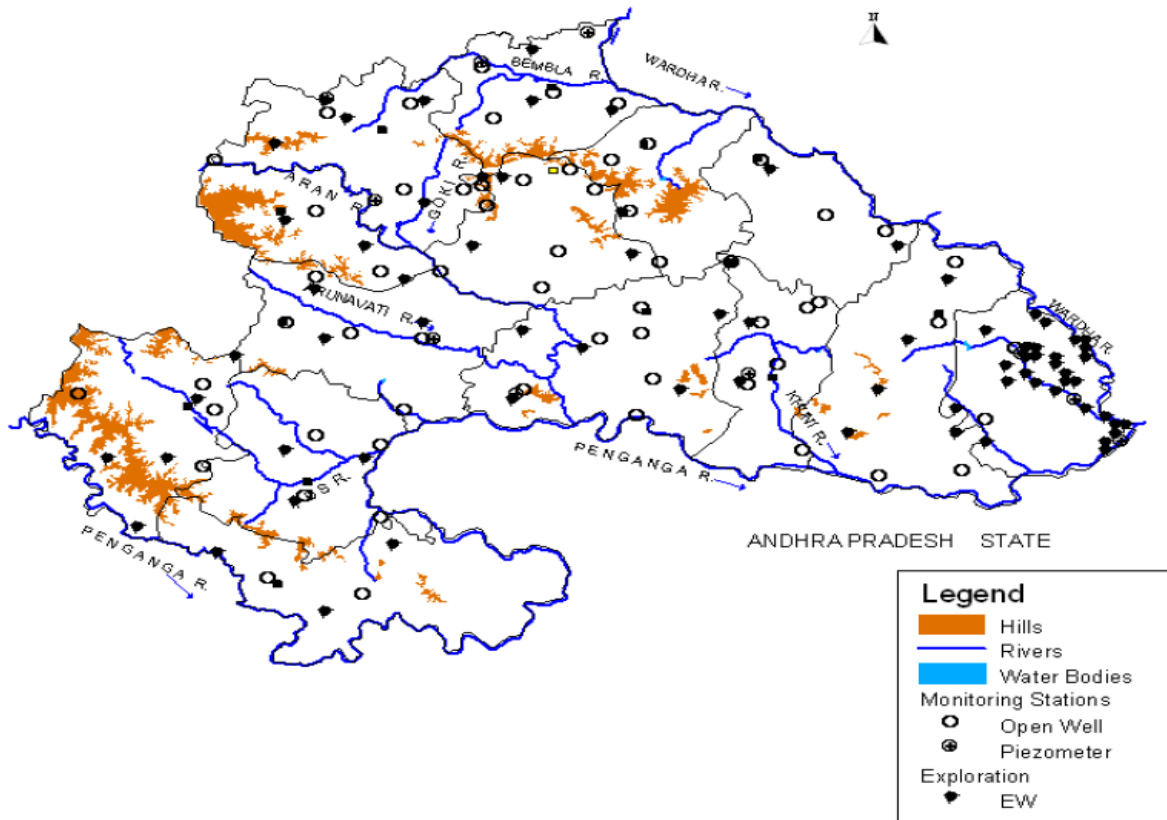 N
BEMBLA R.
WARDHA R.
GOKI R.
ARAN R.
ARUNAVATI R.
WARDHA R.
KHUNI R.
PENGANGA R.
PENGANGA R.
ANDHRA PRADESH STATE
Legend
Hills
Rivers
Water Bodies
Monitoring Stations
Open Well
Piezometer
Exploration
EW